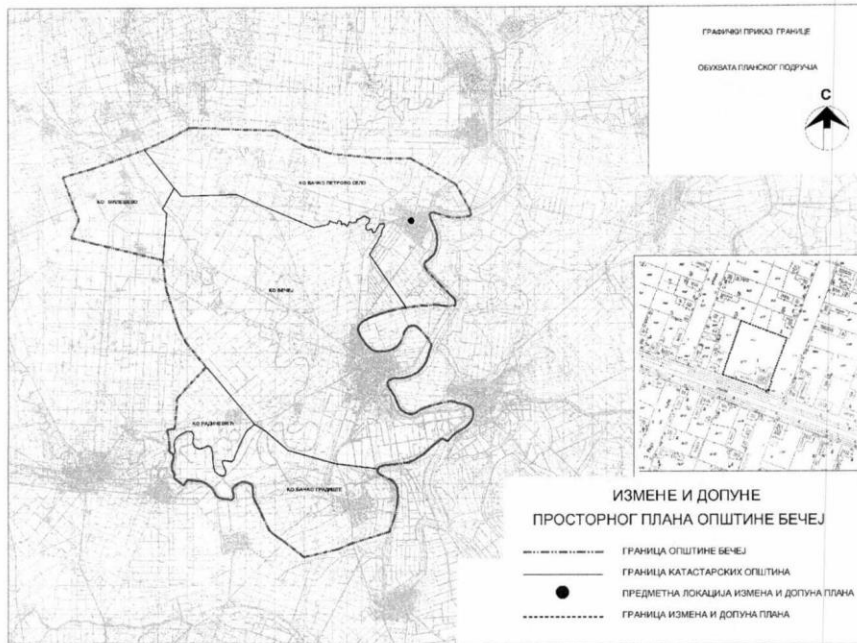 ГРАФИЧКИ ПРИКАЗ ГРАНИЦЕ
ОБУХВАТА ПЛАНСКОГ ПОДРУЧЈА
С
КО БАЧКО ПЕТРОВО СЕЛО
КО МИЛЕШЕВО
КО БЕЧЕЈ
КО РАДИЧЕВИЋ
КО БАЧКО ГРАДИШТЕ
ИЗМЕНЕ И ДОПУНЕ
ПРОСТОРНОГ ПЛАНА ОПШТИНЕ БЕЧЕЈ
ГРАНИЦА ОПШТИНЕ БЕЧЕЈ
ГРАНИЦА КАТАСТАРСКИХ ОПШТИНА
ПРЕДМЕТНА ЛОКАЦИЈА ИЗМЕНА И ДОПУНА ПЛАНА
ГРАНИЦА ИЗМЕНА И ДОПУНА ПЛАНА